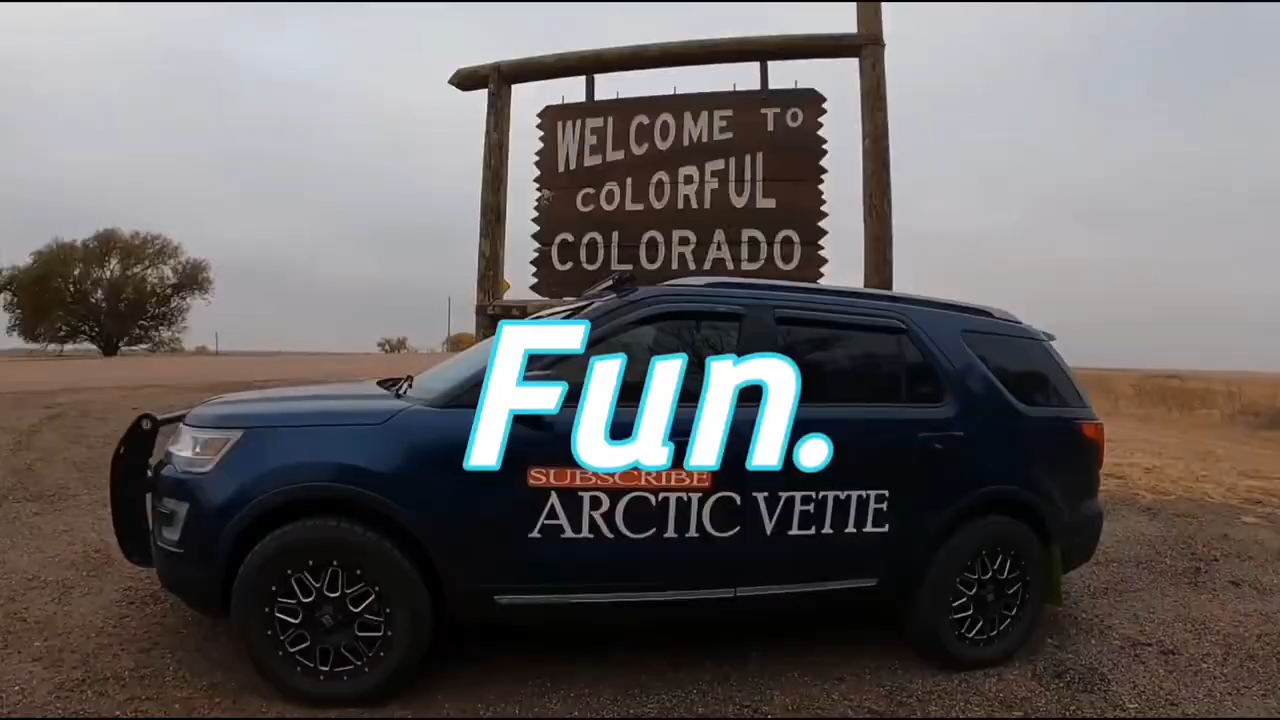 WELCOME TO
COLORFUL
COLORADO
Fun.
SUBSCRIBE
ARCTIC VETTE